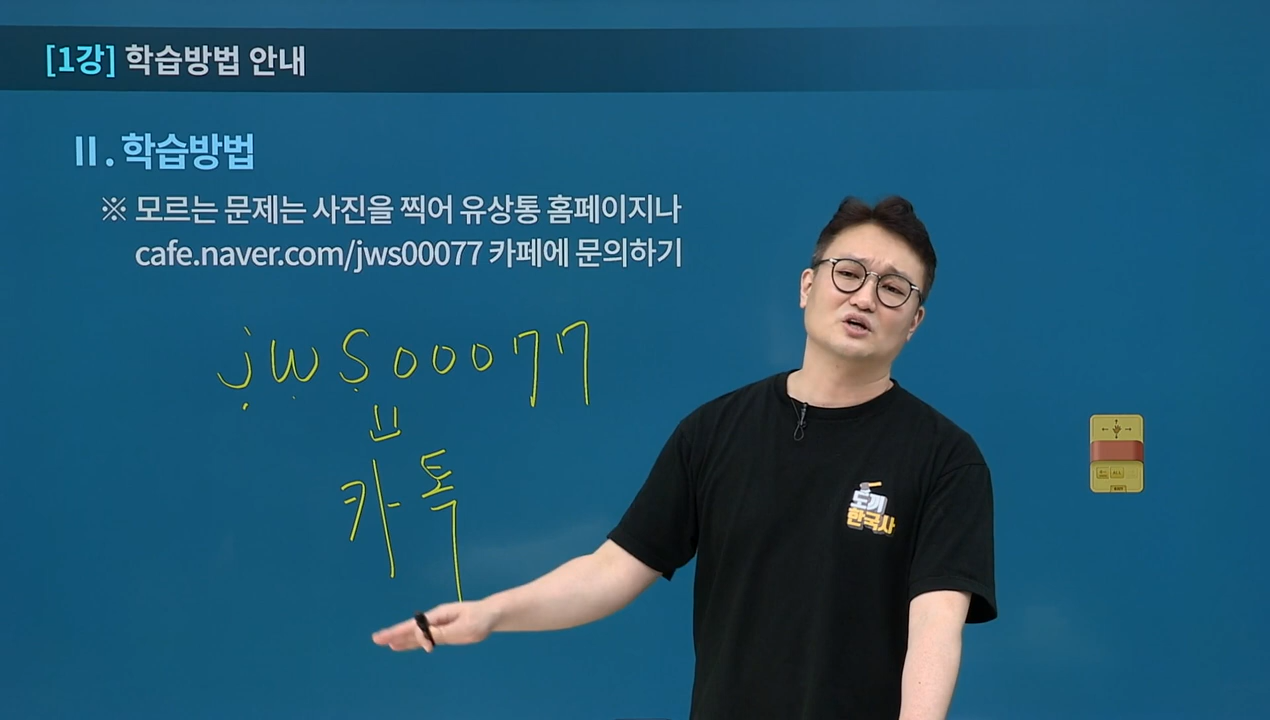 [1강] 학습방법 안내
Ⅱ. 학습방법
※ 모르는 문제는 사진을 찍어 유상통 홈페이지나
cafe.naver.com/jws00077 카페에 문의하기
jws00077
카톡
도끼
한국사